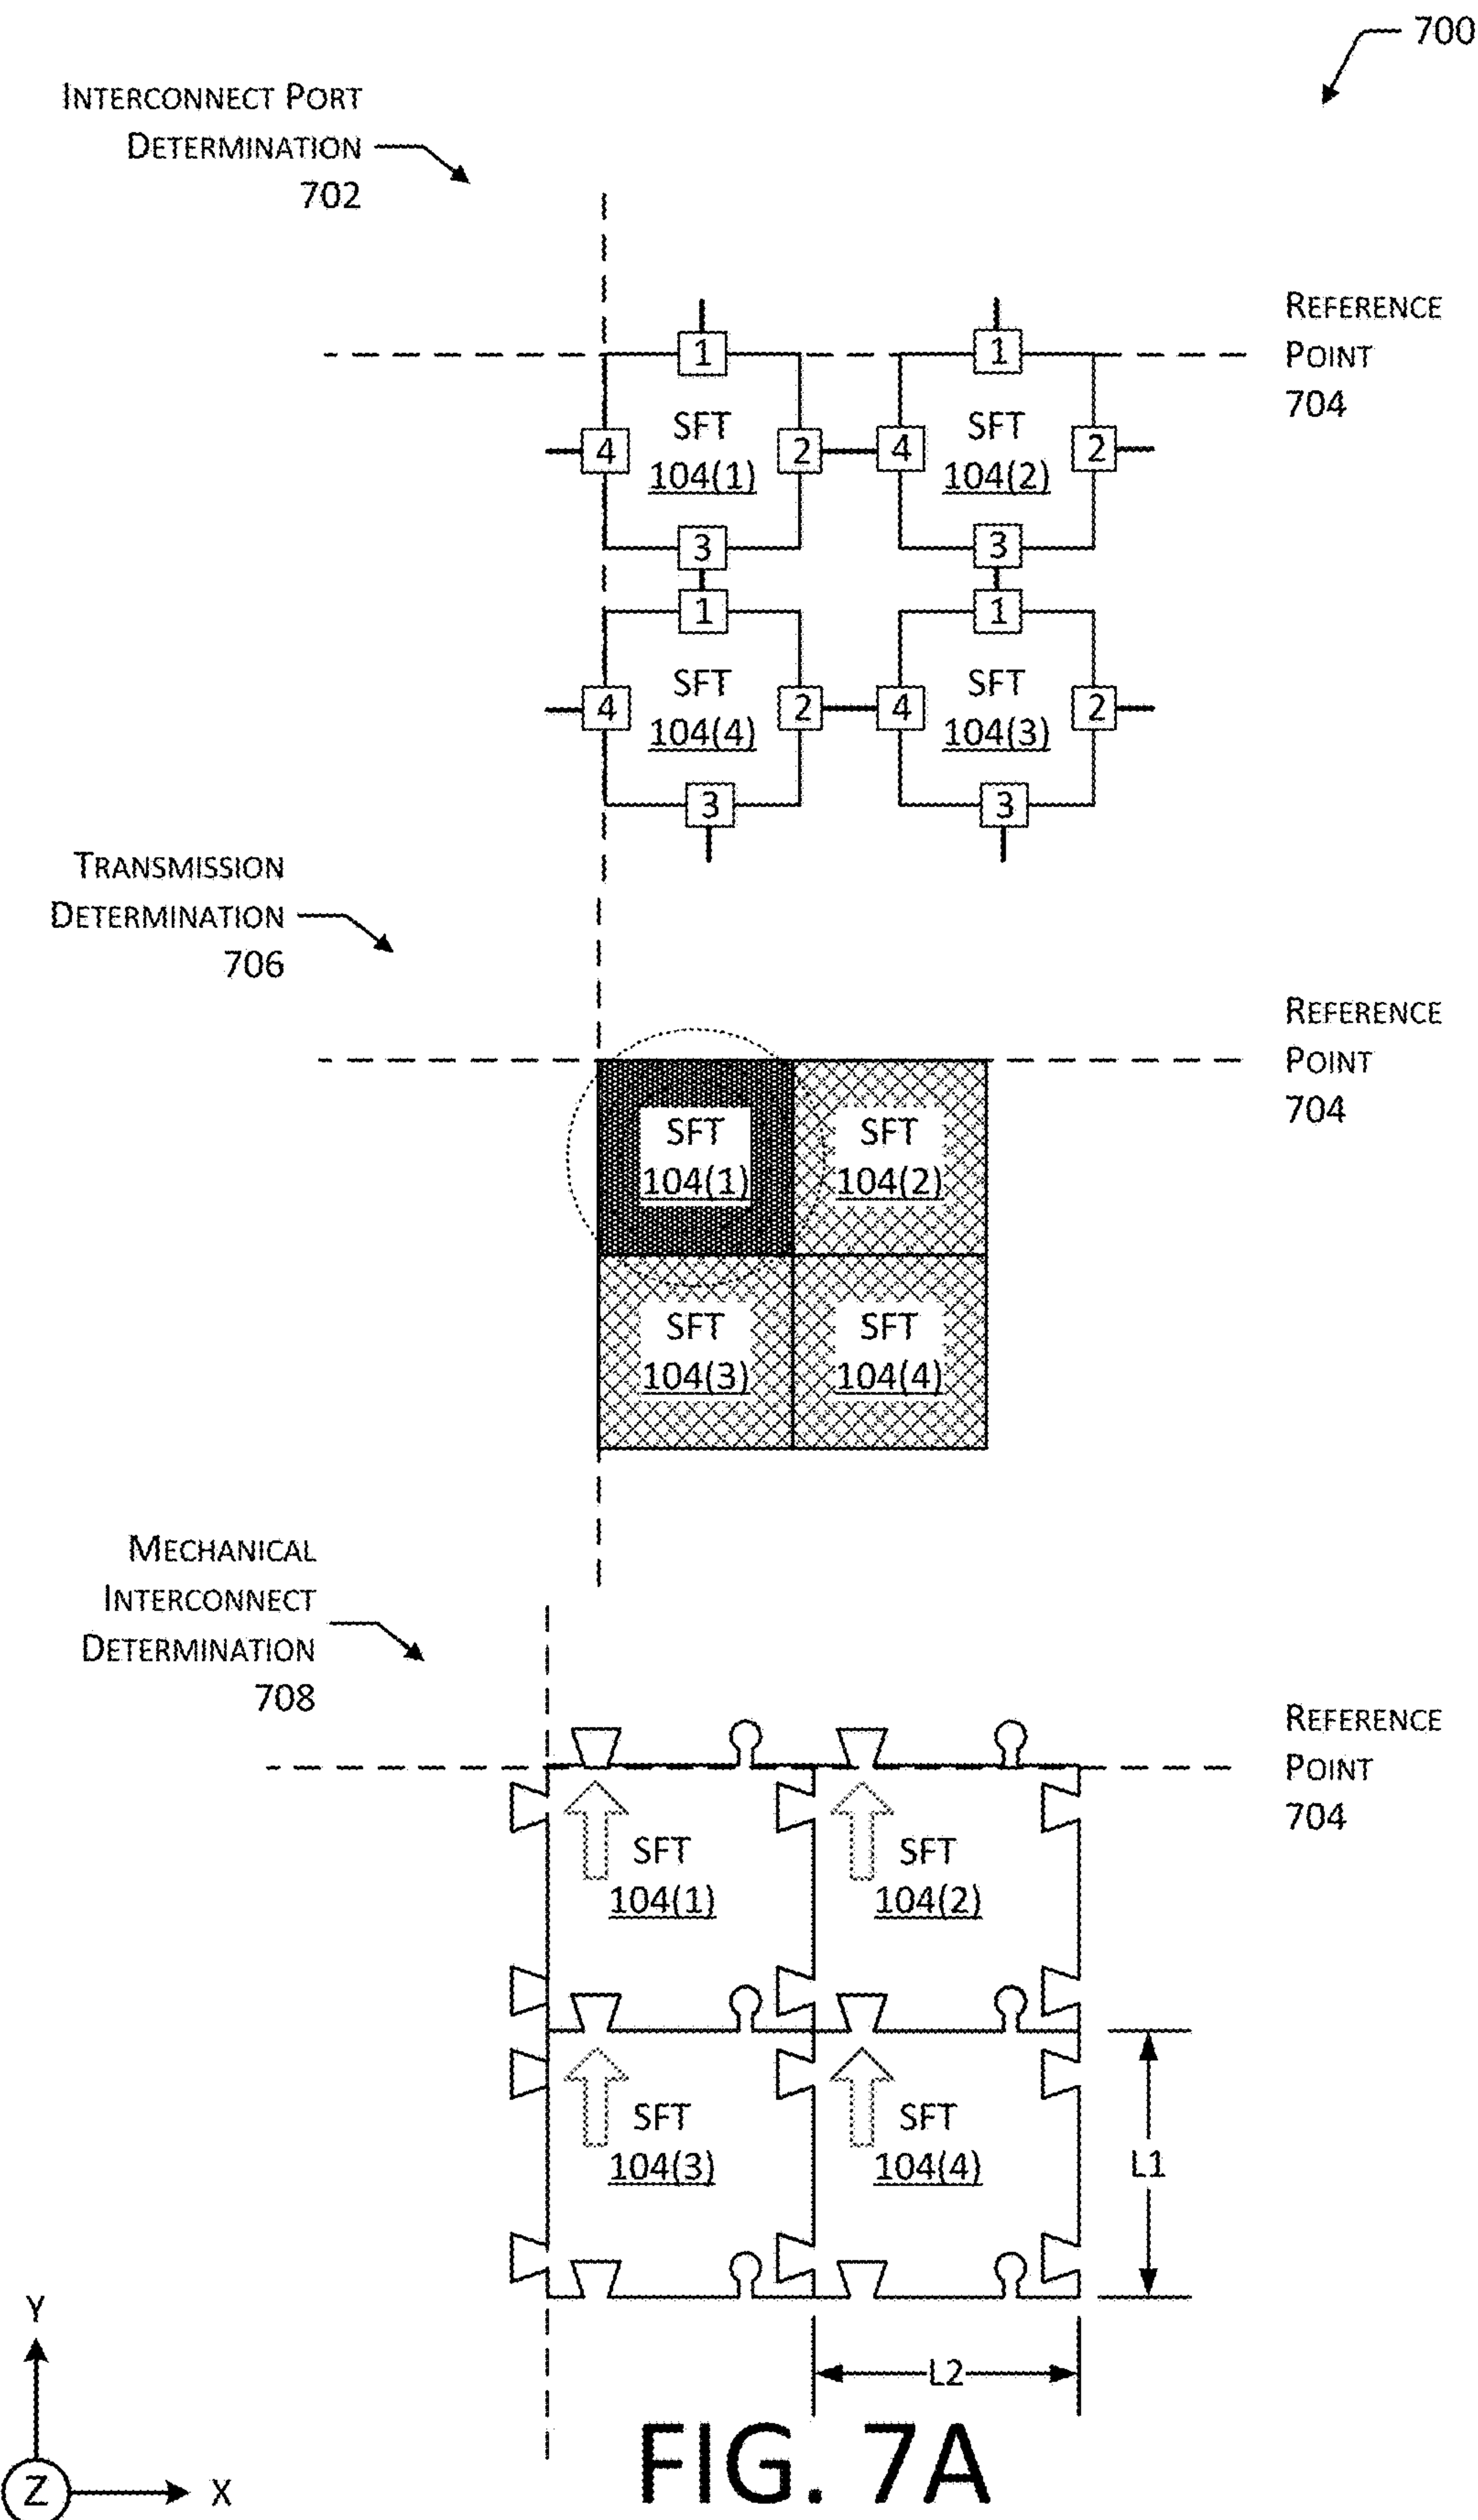 700
INTERCONNECT PORT
DETERMINATION
702
REFERENCE
POINT
704
1
1
SFT
104(1)
SFT
104(2)
4
2
4
2
3
3
1
1
SFT
104(4)
SFT
104(3)
4
2
4
2
3
3
TRANSMISSION
DETERMINATION
706
REFERENCE
POINT
704
SFT
104(1)
SFT
104(2)
SFT
104(3)
SFT
104(4)
MECHANICAL
INTERCONNECT
DETERMINATION
708
REFERENCE
POINT
704
SFT
104(1)
SFT
104(2)
SFT
104(3)
SFT
104(4)
L1
L2
Y
Z
X
FIG. 7A